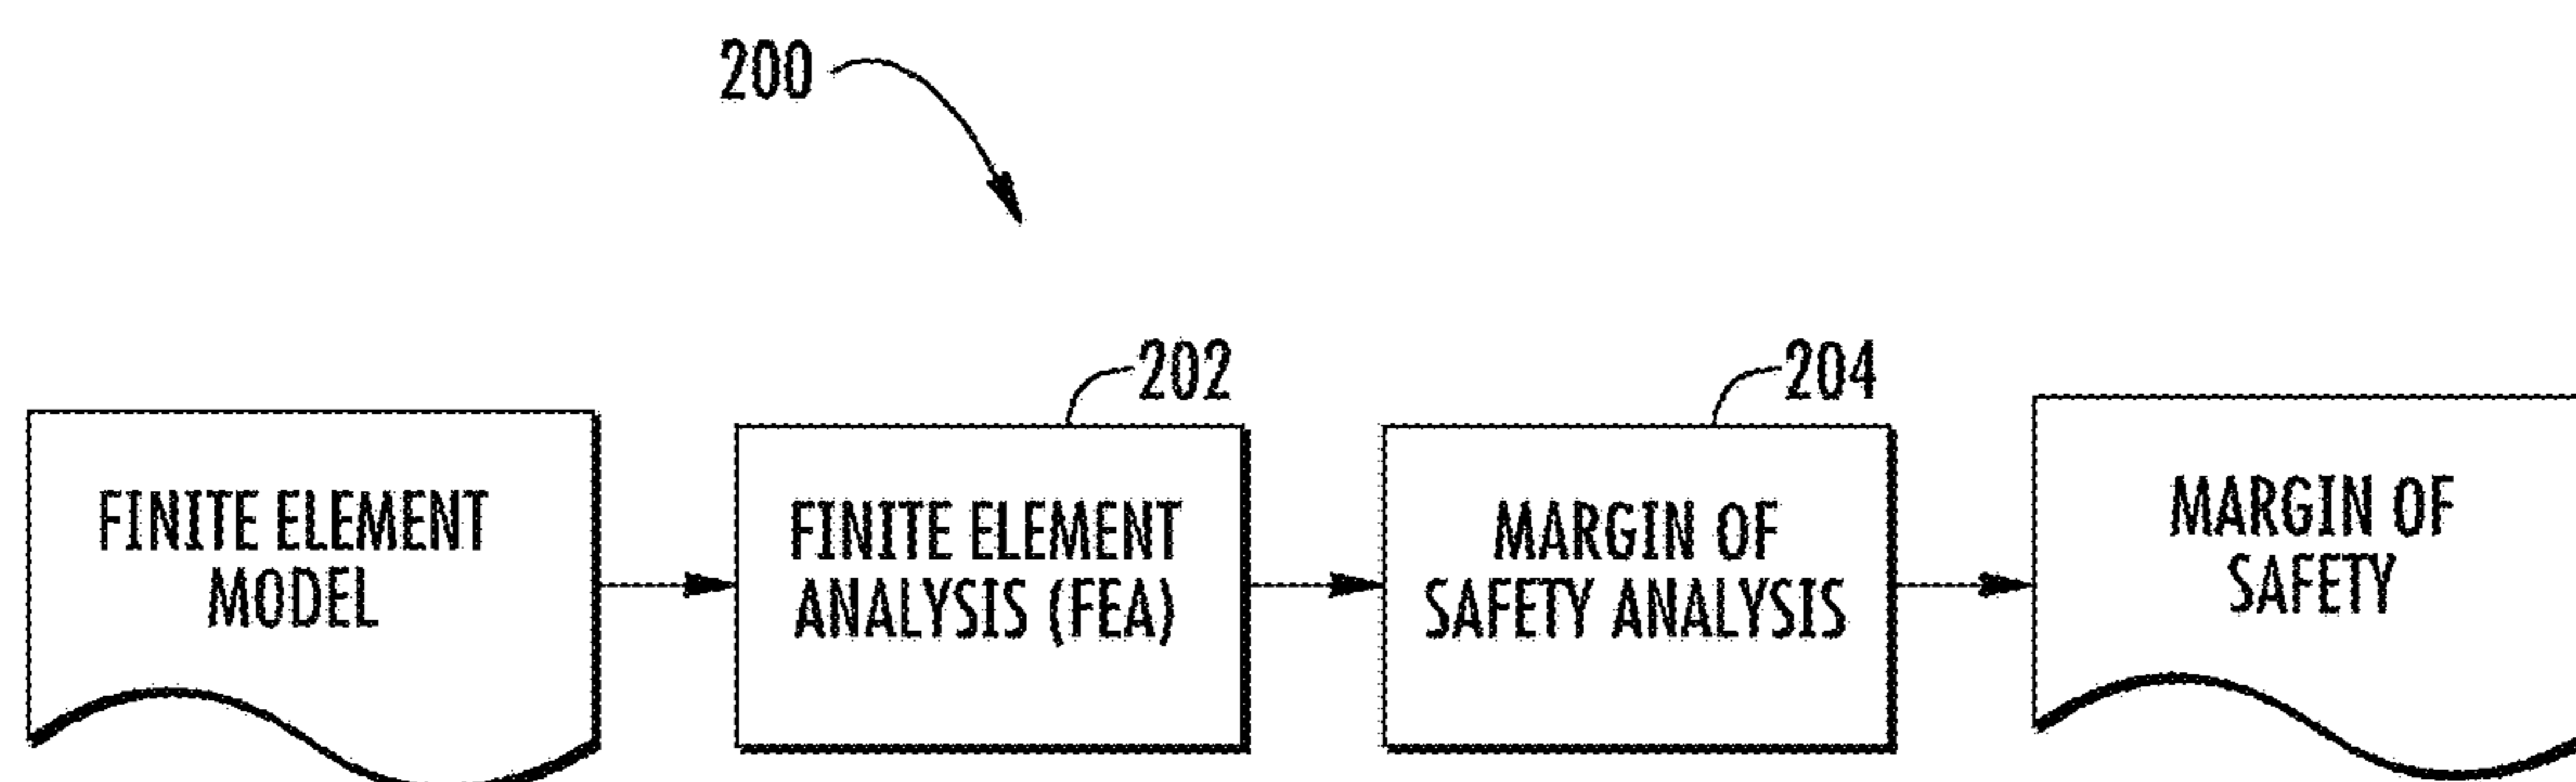 200
202
204
FINITE ELEMENT
MODEL
FINITE ELEMENT
ANALYSIS (FEA)
MARGIN OF
SAFETY ANALYSIS
MARGIN OF
SAFETY